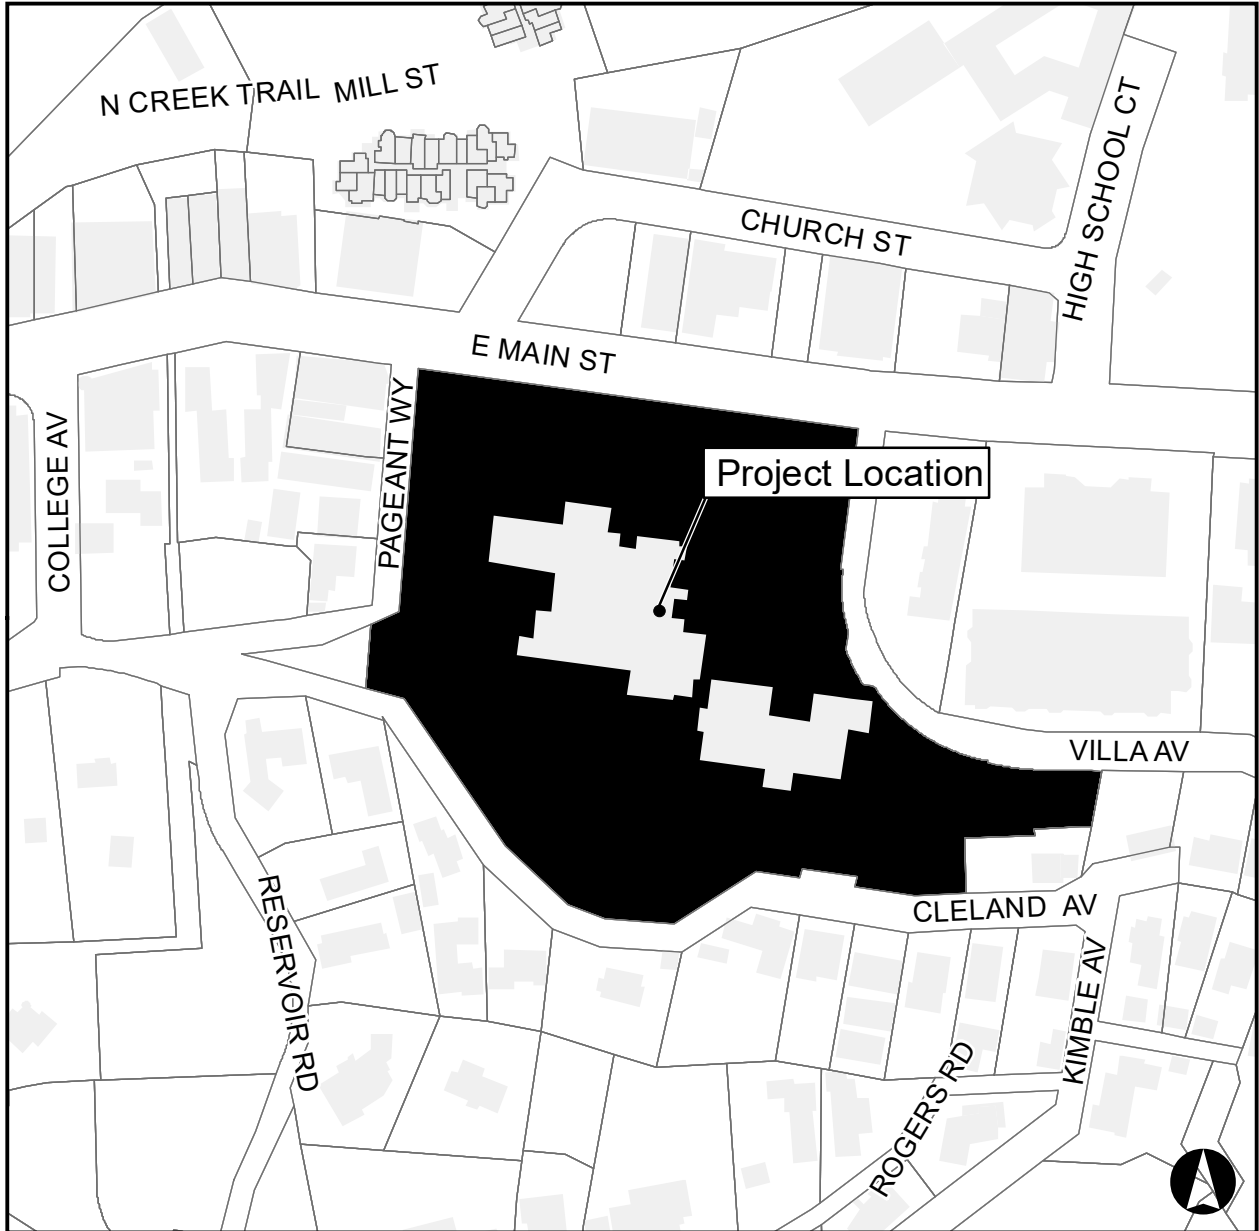 N CREEK TRAIL
MILL ST
CHURCH ST
HIGH SCHOOL CT
E MAIN ST
PAGEANT WY
COLLEGE AV
Project Location
VILLA AV
CLELAND AV
RESERVOIR RD
KIMBLE AV
ROGERS RD